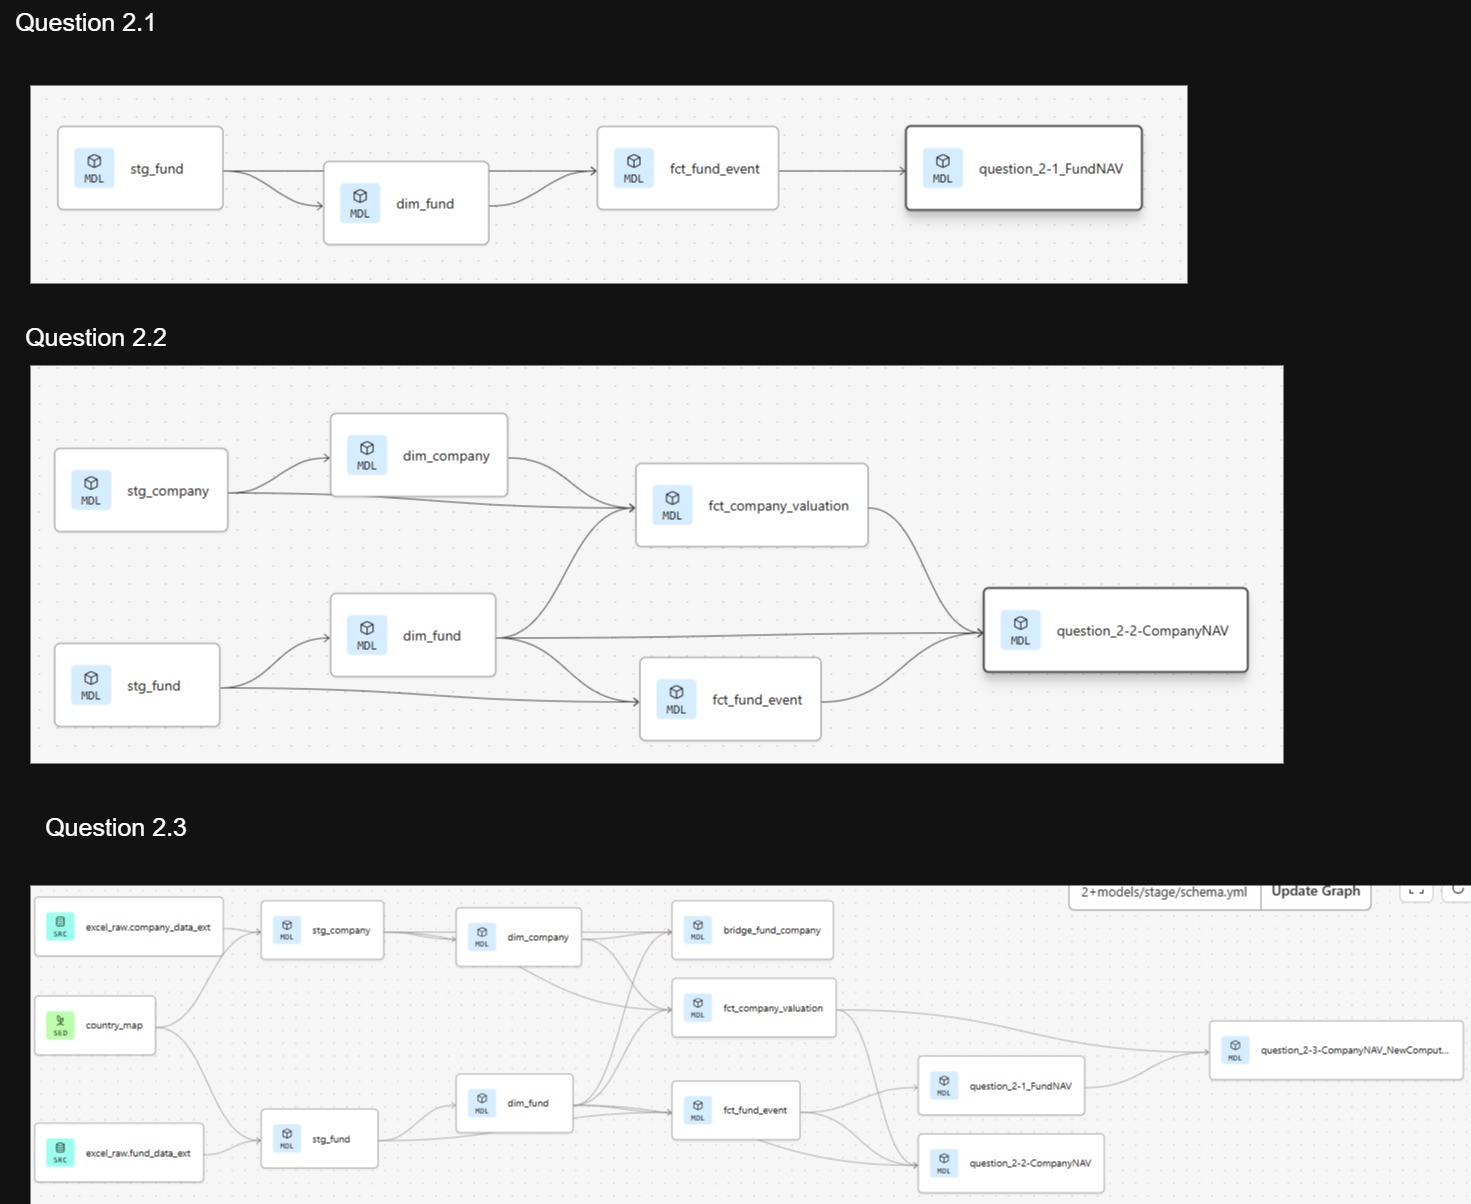 Question 2.1
MDL
stg_fund
MDL
dim_fund
MDL
fct_fund_event
MDL
question_2-1_FundNAV
Question 2.2
MDL
stg_company
MDL
dim_company
MDL
fct_company_valuation
MDL
stg_fund
MDL
dim_fund
MDL
fct_fund_event
MDL
question_2-2-CompanyNAV
Question 2.3
2+models/stage/schema.yml
Update Graph
SRC
excel_raw.company_data_ext
SED
country_map
SRC
excel_raw.fund_data_ext
MDL
stg_company
MDL
stg_fund
MDL
dim_company
MDL
dim_fund
MDL
bridge_fund_company
MDL
fct_company_valuation
MDL
fct_fund_event
MDL
question_2-1_FundNAV
MDL
question_2-2-CompanyNAV
MDL
question_2-3-CompanyNAV_NewComput...